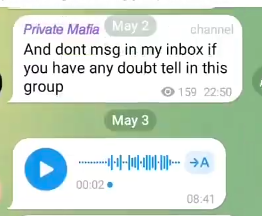 May 2
Private Mafia channel
And dont msg in my inbox if
you have any doubt tell in this
group
159 22:50
May 3
→A
00:02
08:41